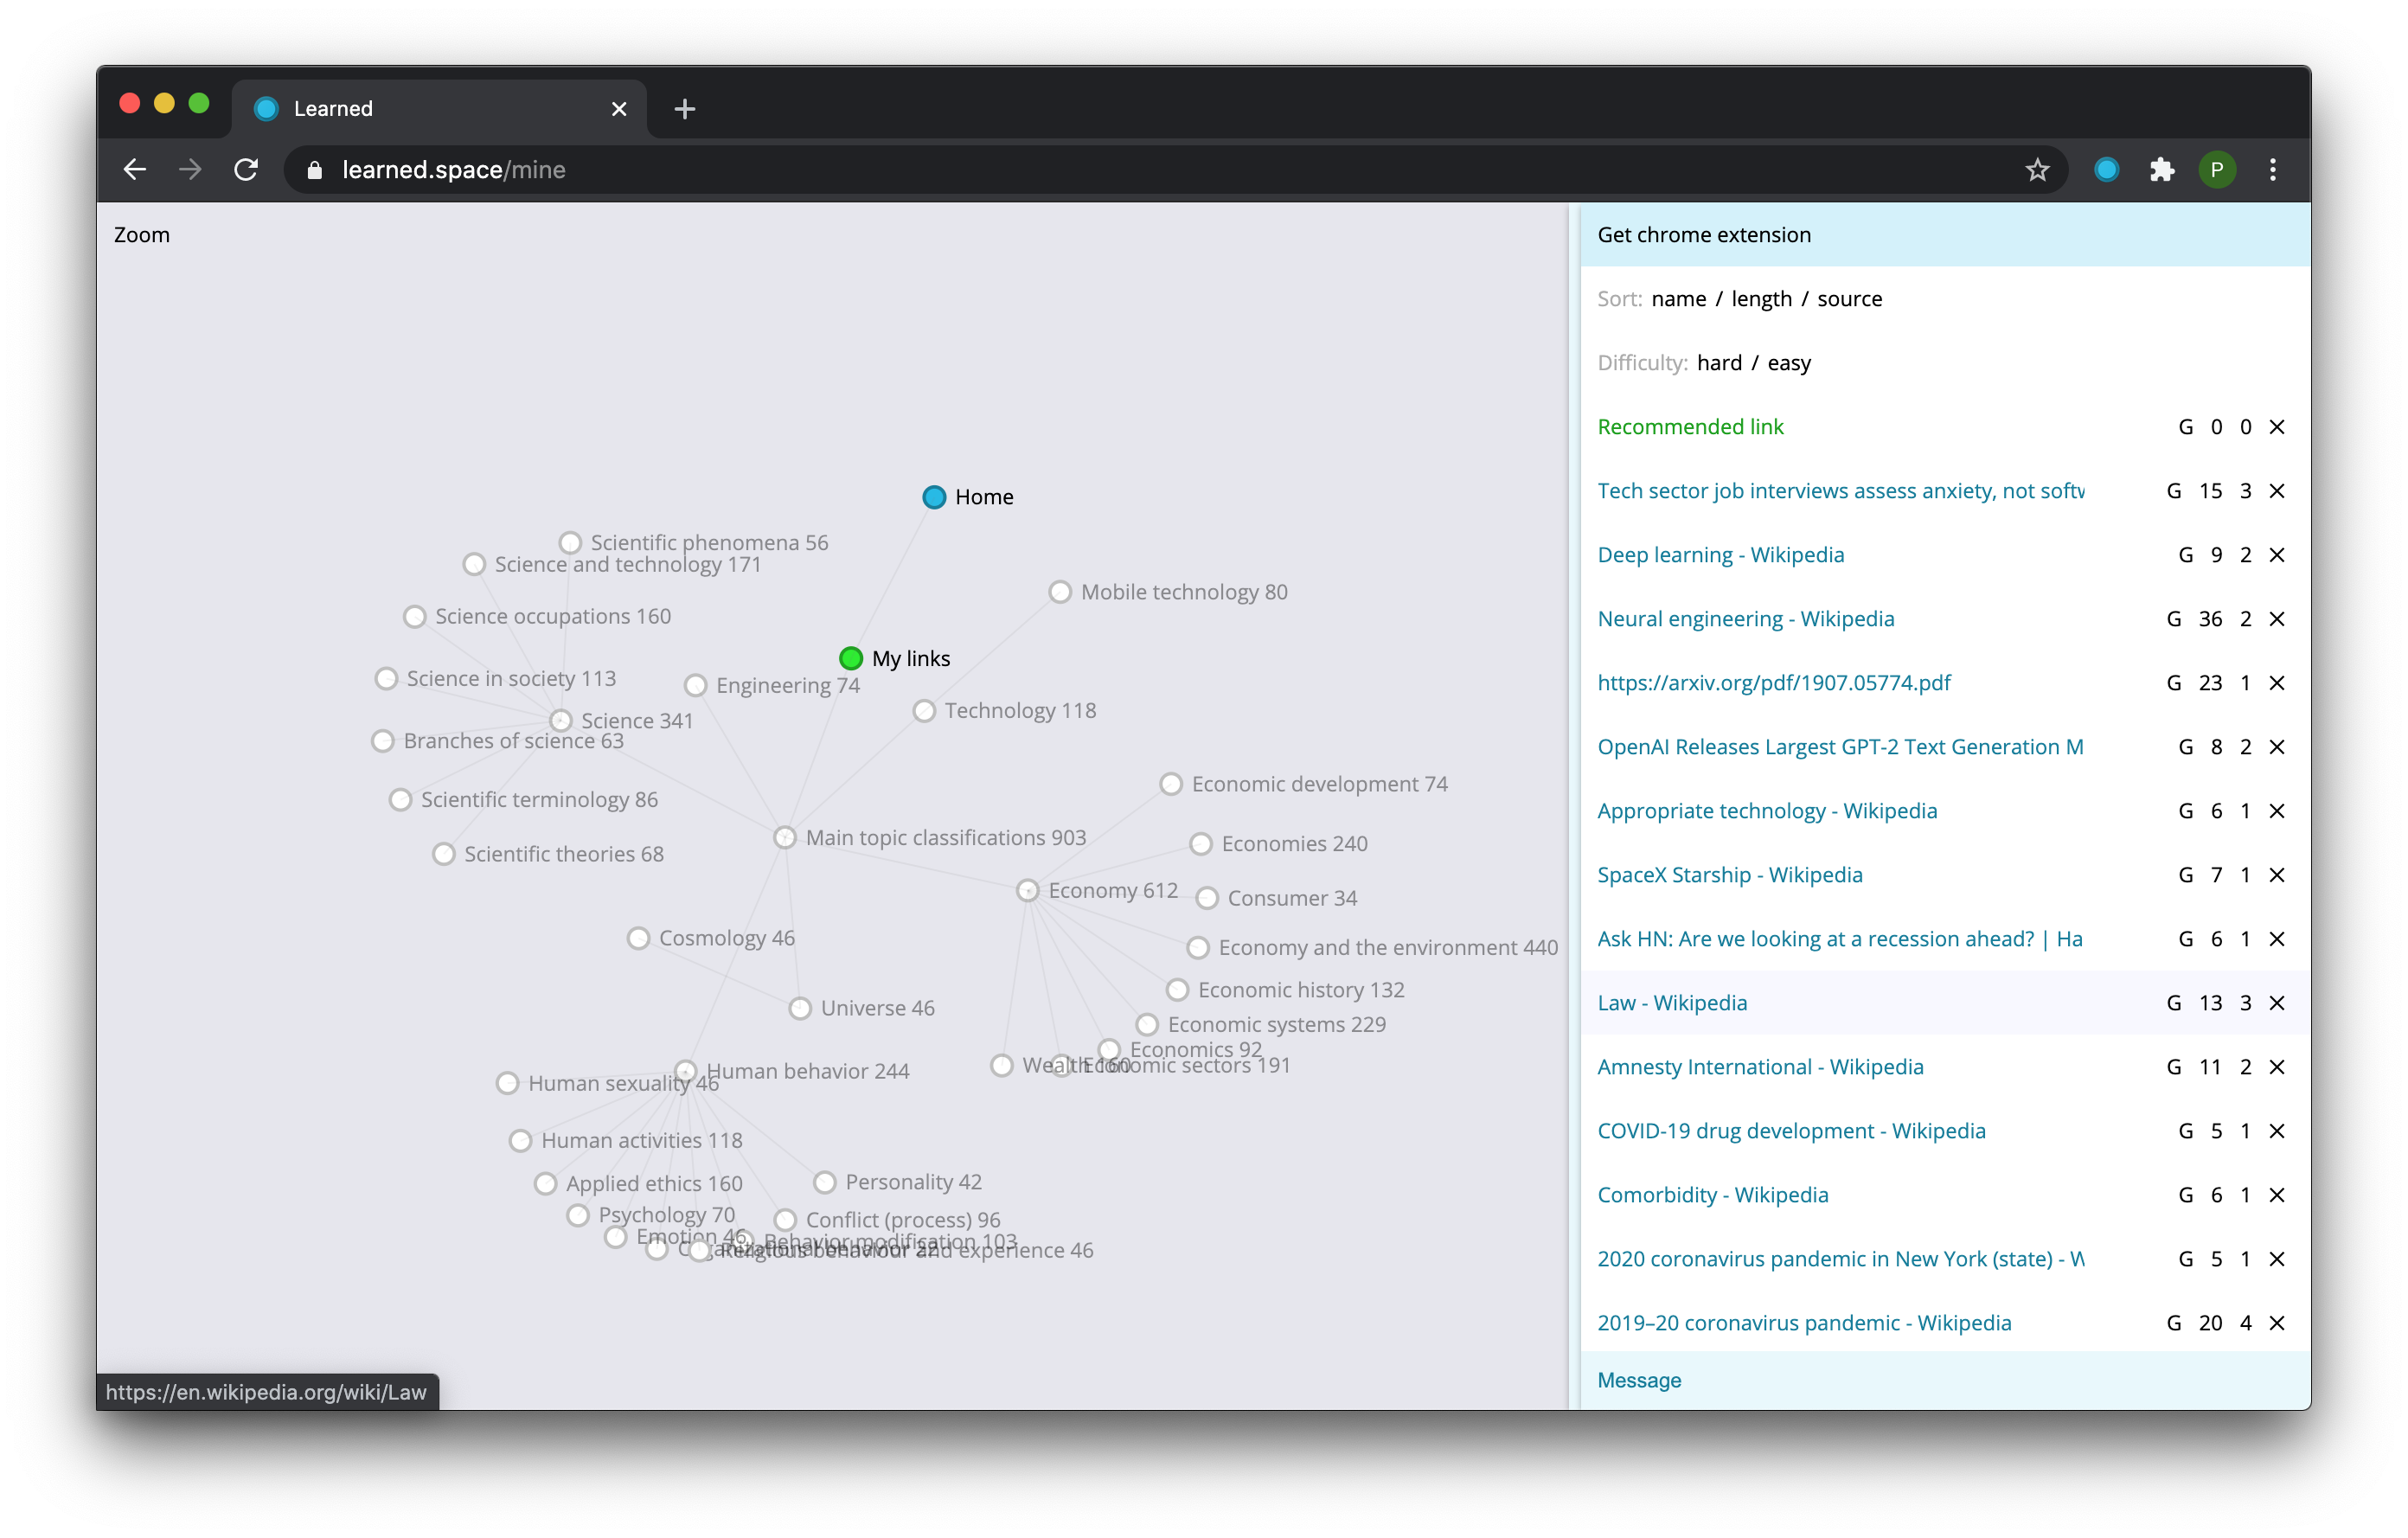 Learned
learned.space/mine
P
Zoom
Home
Scientific phenomena 56
Science and technology 171
Mobile technology 80
Science occupations 160
My links
Science in society 113
Engineering 74
Technology 118
Science 341
Branches of science 63
Economic development 74
Scientific terminology 86
Main topic classifications 903
Economies 240
Scientific theories 68
Economy 612
Consumer 34
Cosmology 46
Economy and the environment 440
Economic history 132
Universe 46
Economic systems 229
Economics 92
Wealth 160
Economic sectors 191
Human behavior 244
Human sexuality 46
Human activities 118
Personality 42
Applied ethics 160
Psychology 70
Conflict (process) 96
Emotion 46
Behavior modification 103
Organizational behavior 22
Religious behaviour and experience 46
https://en.wikipedia.org/wiki/Law
Get chrome extension
Sort: name / length / source
Difficulty: hard / easy
Recommended link G 0 0
Tech sector job interviews assess anxiety, not softw G 15 3
Deep learning - Wikipedia G 9 2
Neural engineering - Wikipedia G 36 2
https://arxiv.org/pdf/1907.05774.pdf G 23 1
OpenAI Releases Largest GPT-2 Text Generation M G 8 2
Appropriate technology - Wikipedia G 6 1
SpaceX Starship - Wikipedia G 7 1
Ask HN: Are we looking at a recession ahead? | Ha G 6 1
Law - Wikipedia G 13 3
Amnesty International - Wikipedia G 11 2
COVID-19 drug development - Wikipedia G 5 1
Comorbidity - Wikipedia G 6 1
2020 coronavirus pandemic in New York (state) - W G 5 1
2019–20 coronavirus pandemic - Wikipedia G 20 4
Message